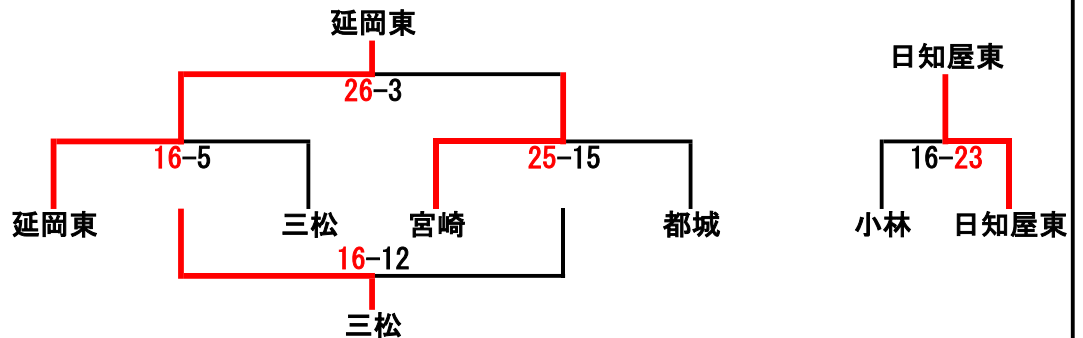 延岡東
26-3
16-5
25-15
延岡東 三松 宮崎 都城
16-12
三松
日知屋東
16-23
小林 日知屋東